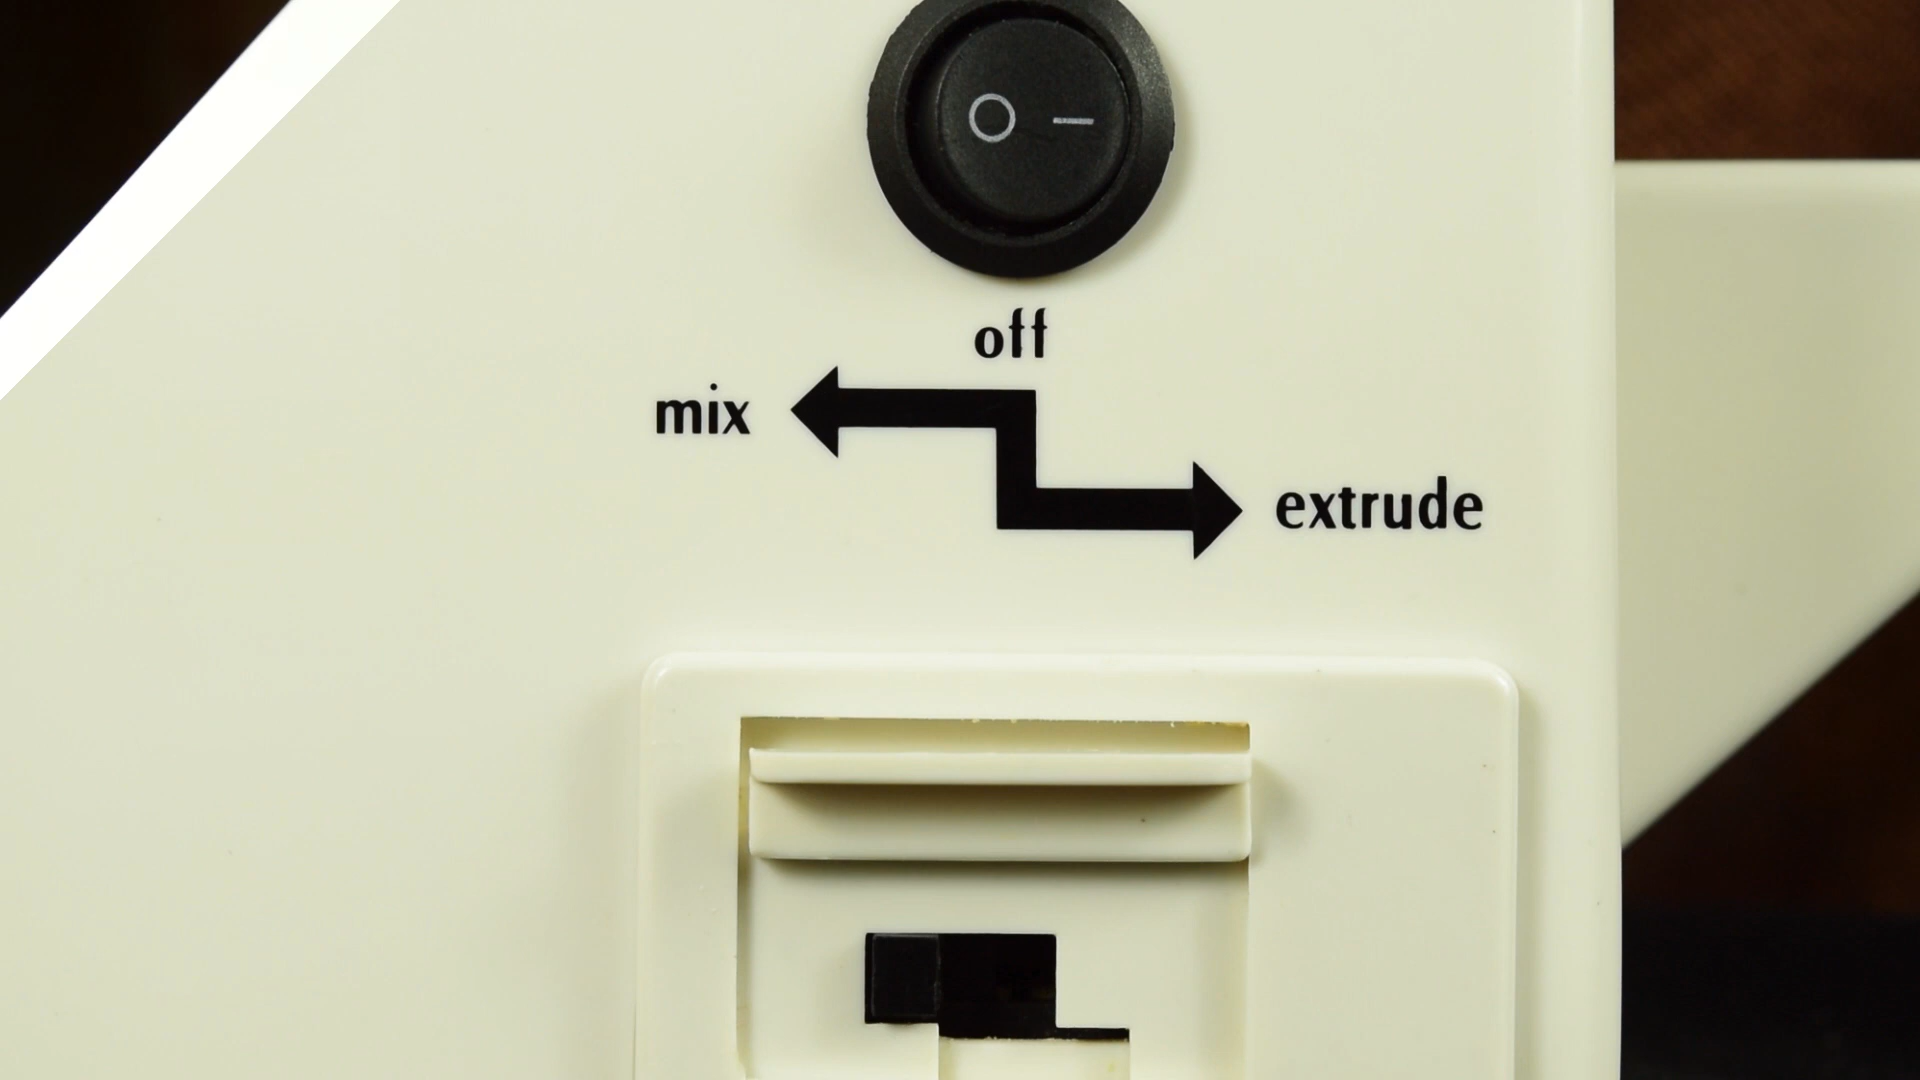 O —
off
mix
extrude